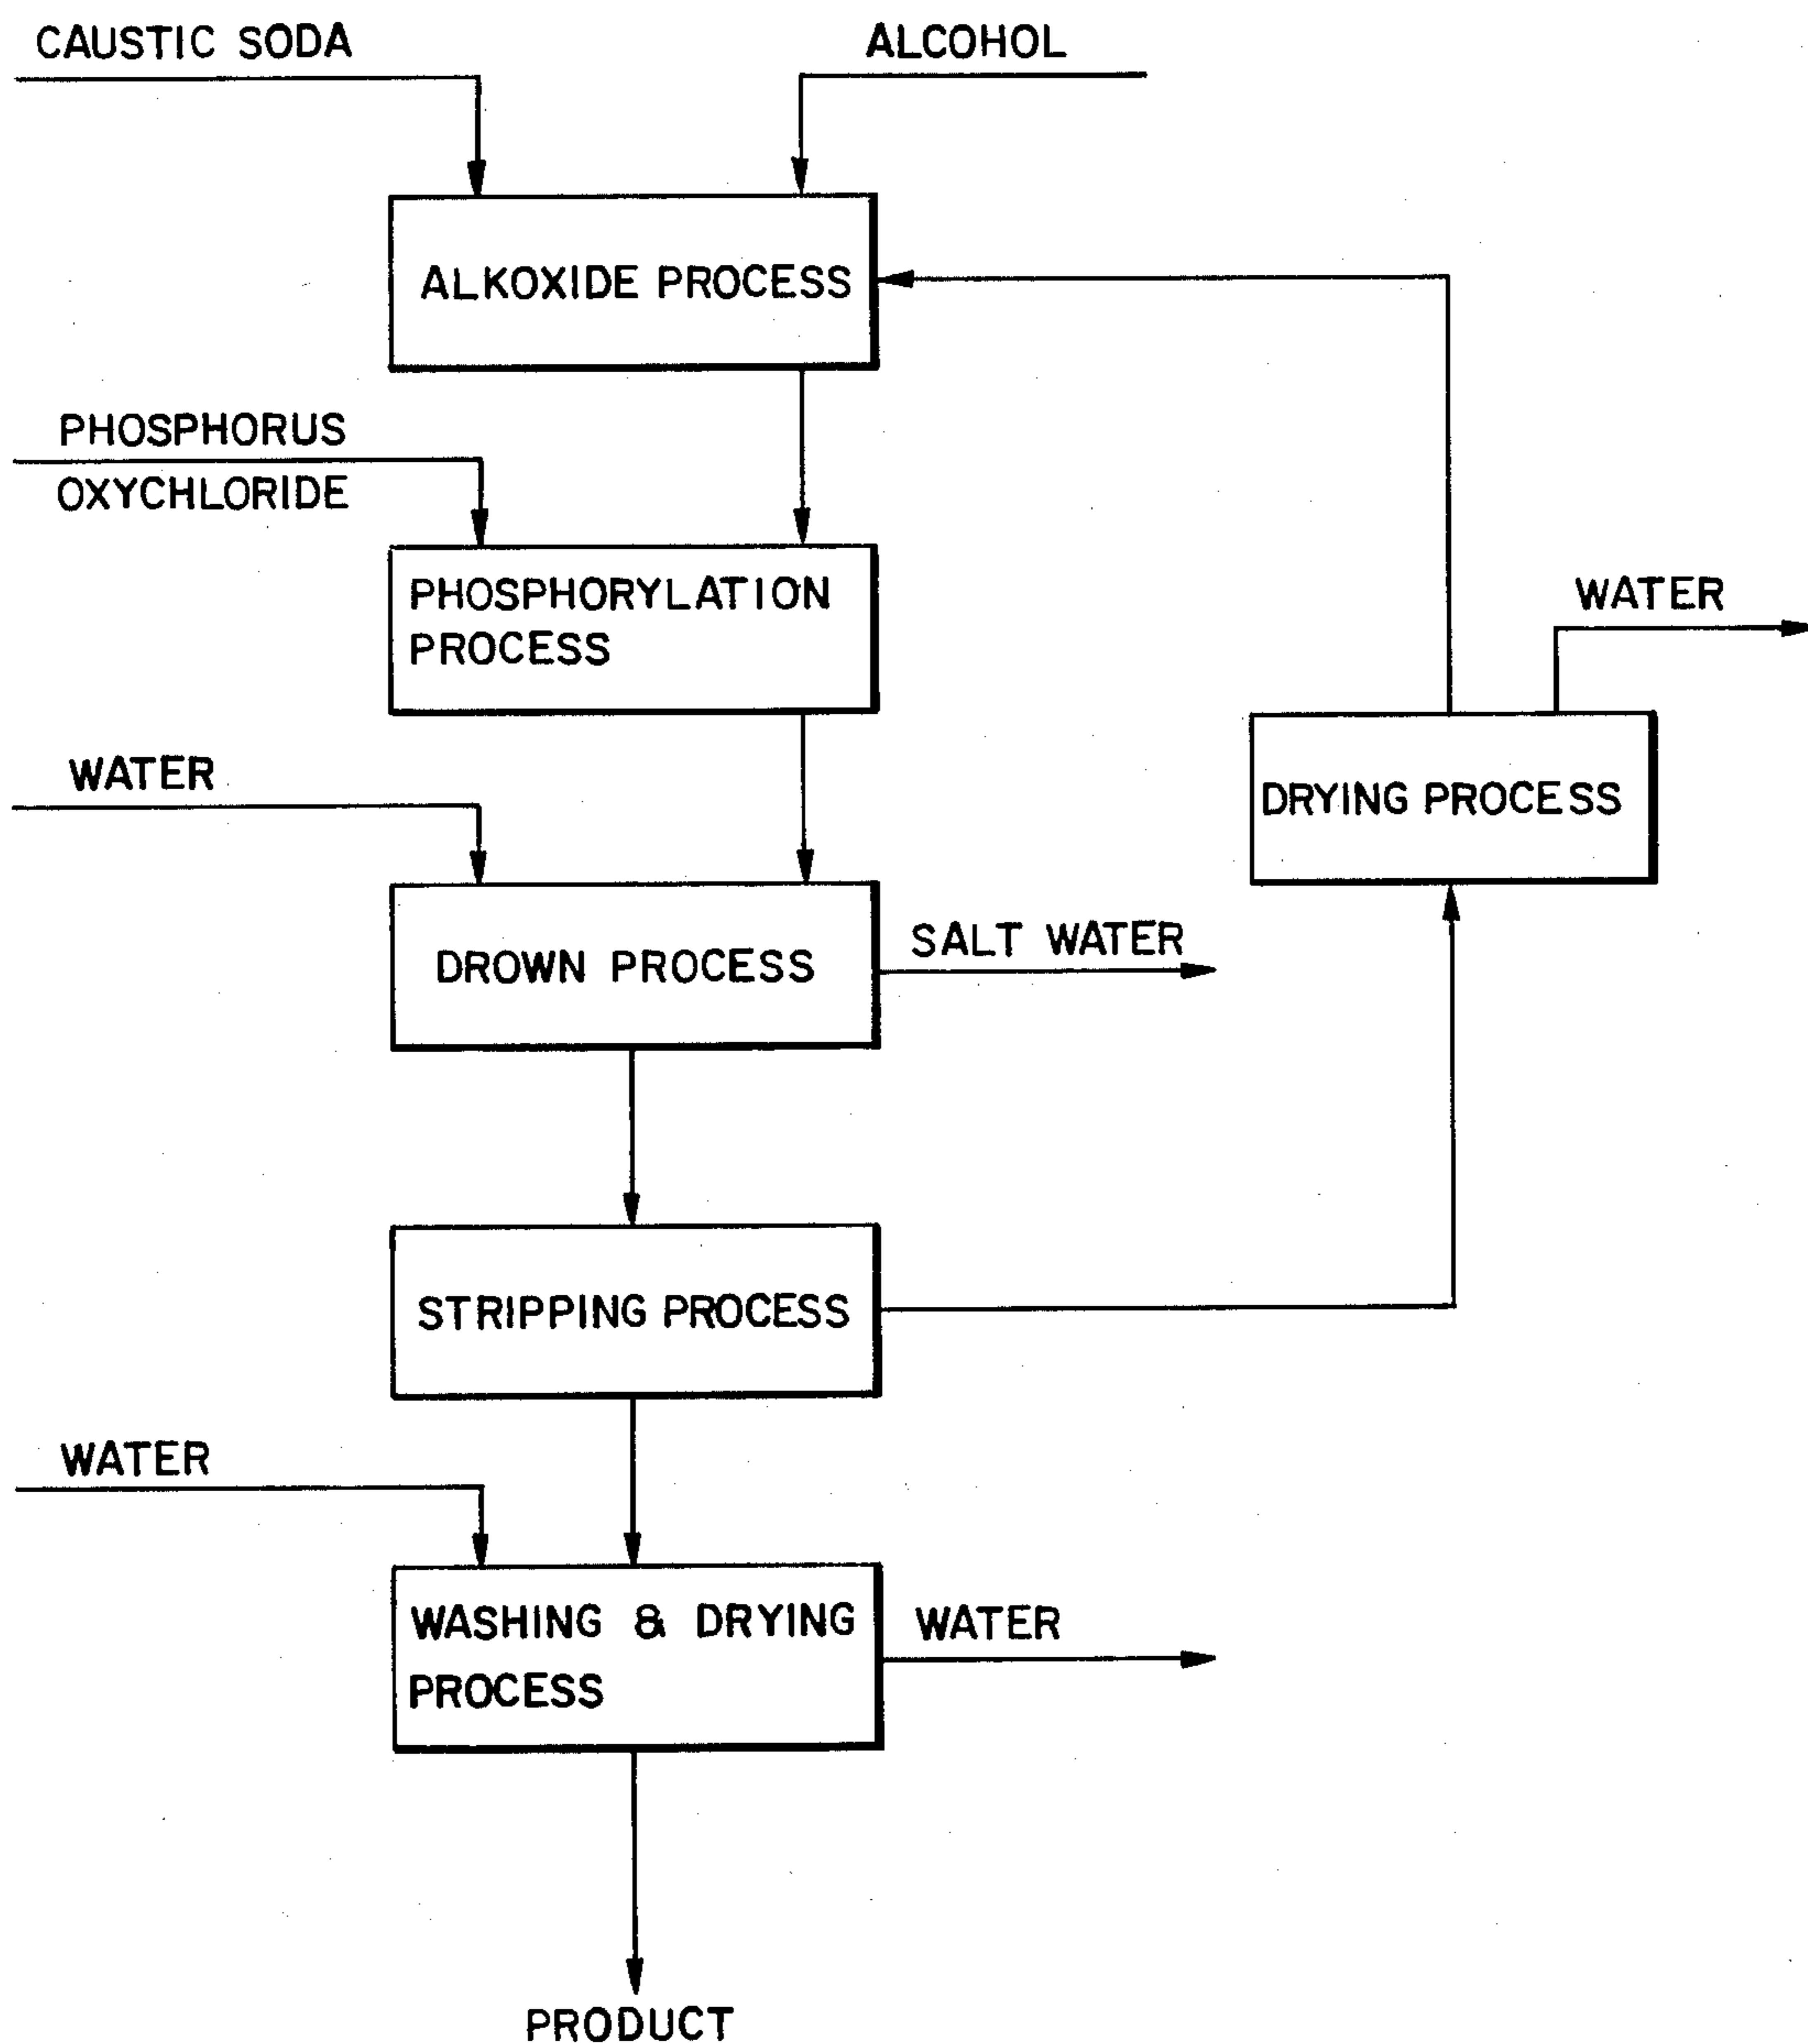 CAUSTIC SODA
ALCOHOL
ALKOXIDE PROCESS
PHOSPHORUS
OXYCHLORIDE
PHOSPHORYLATION
PROCESS
WATER
WATER
DRYING PROCESS
DROWN PROCESS
SALT WATER
STRIPPING PROCESS
WATER
WASHING & DRYING
PROCESS
WATER
PRODUCT